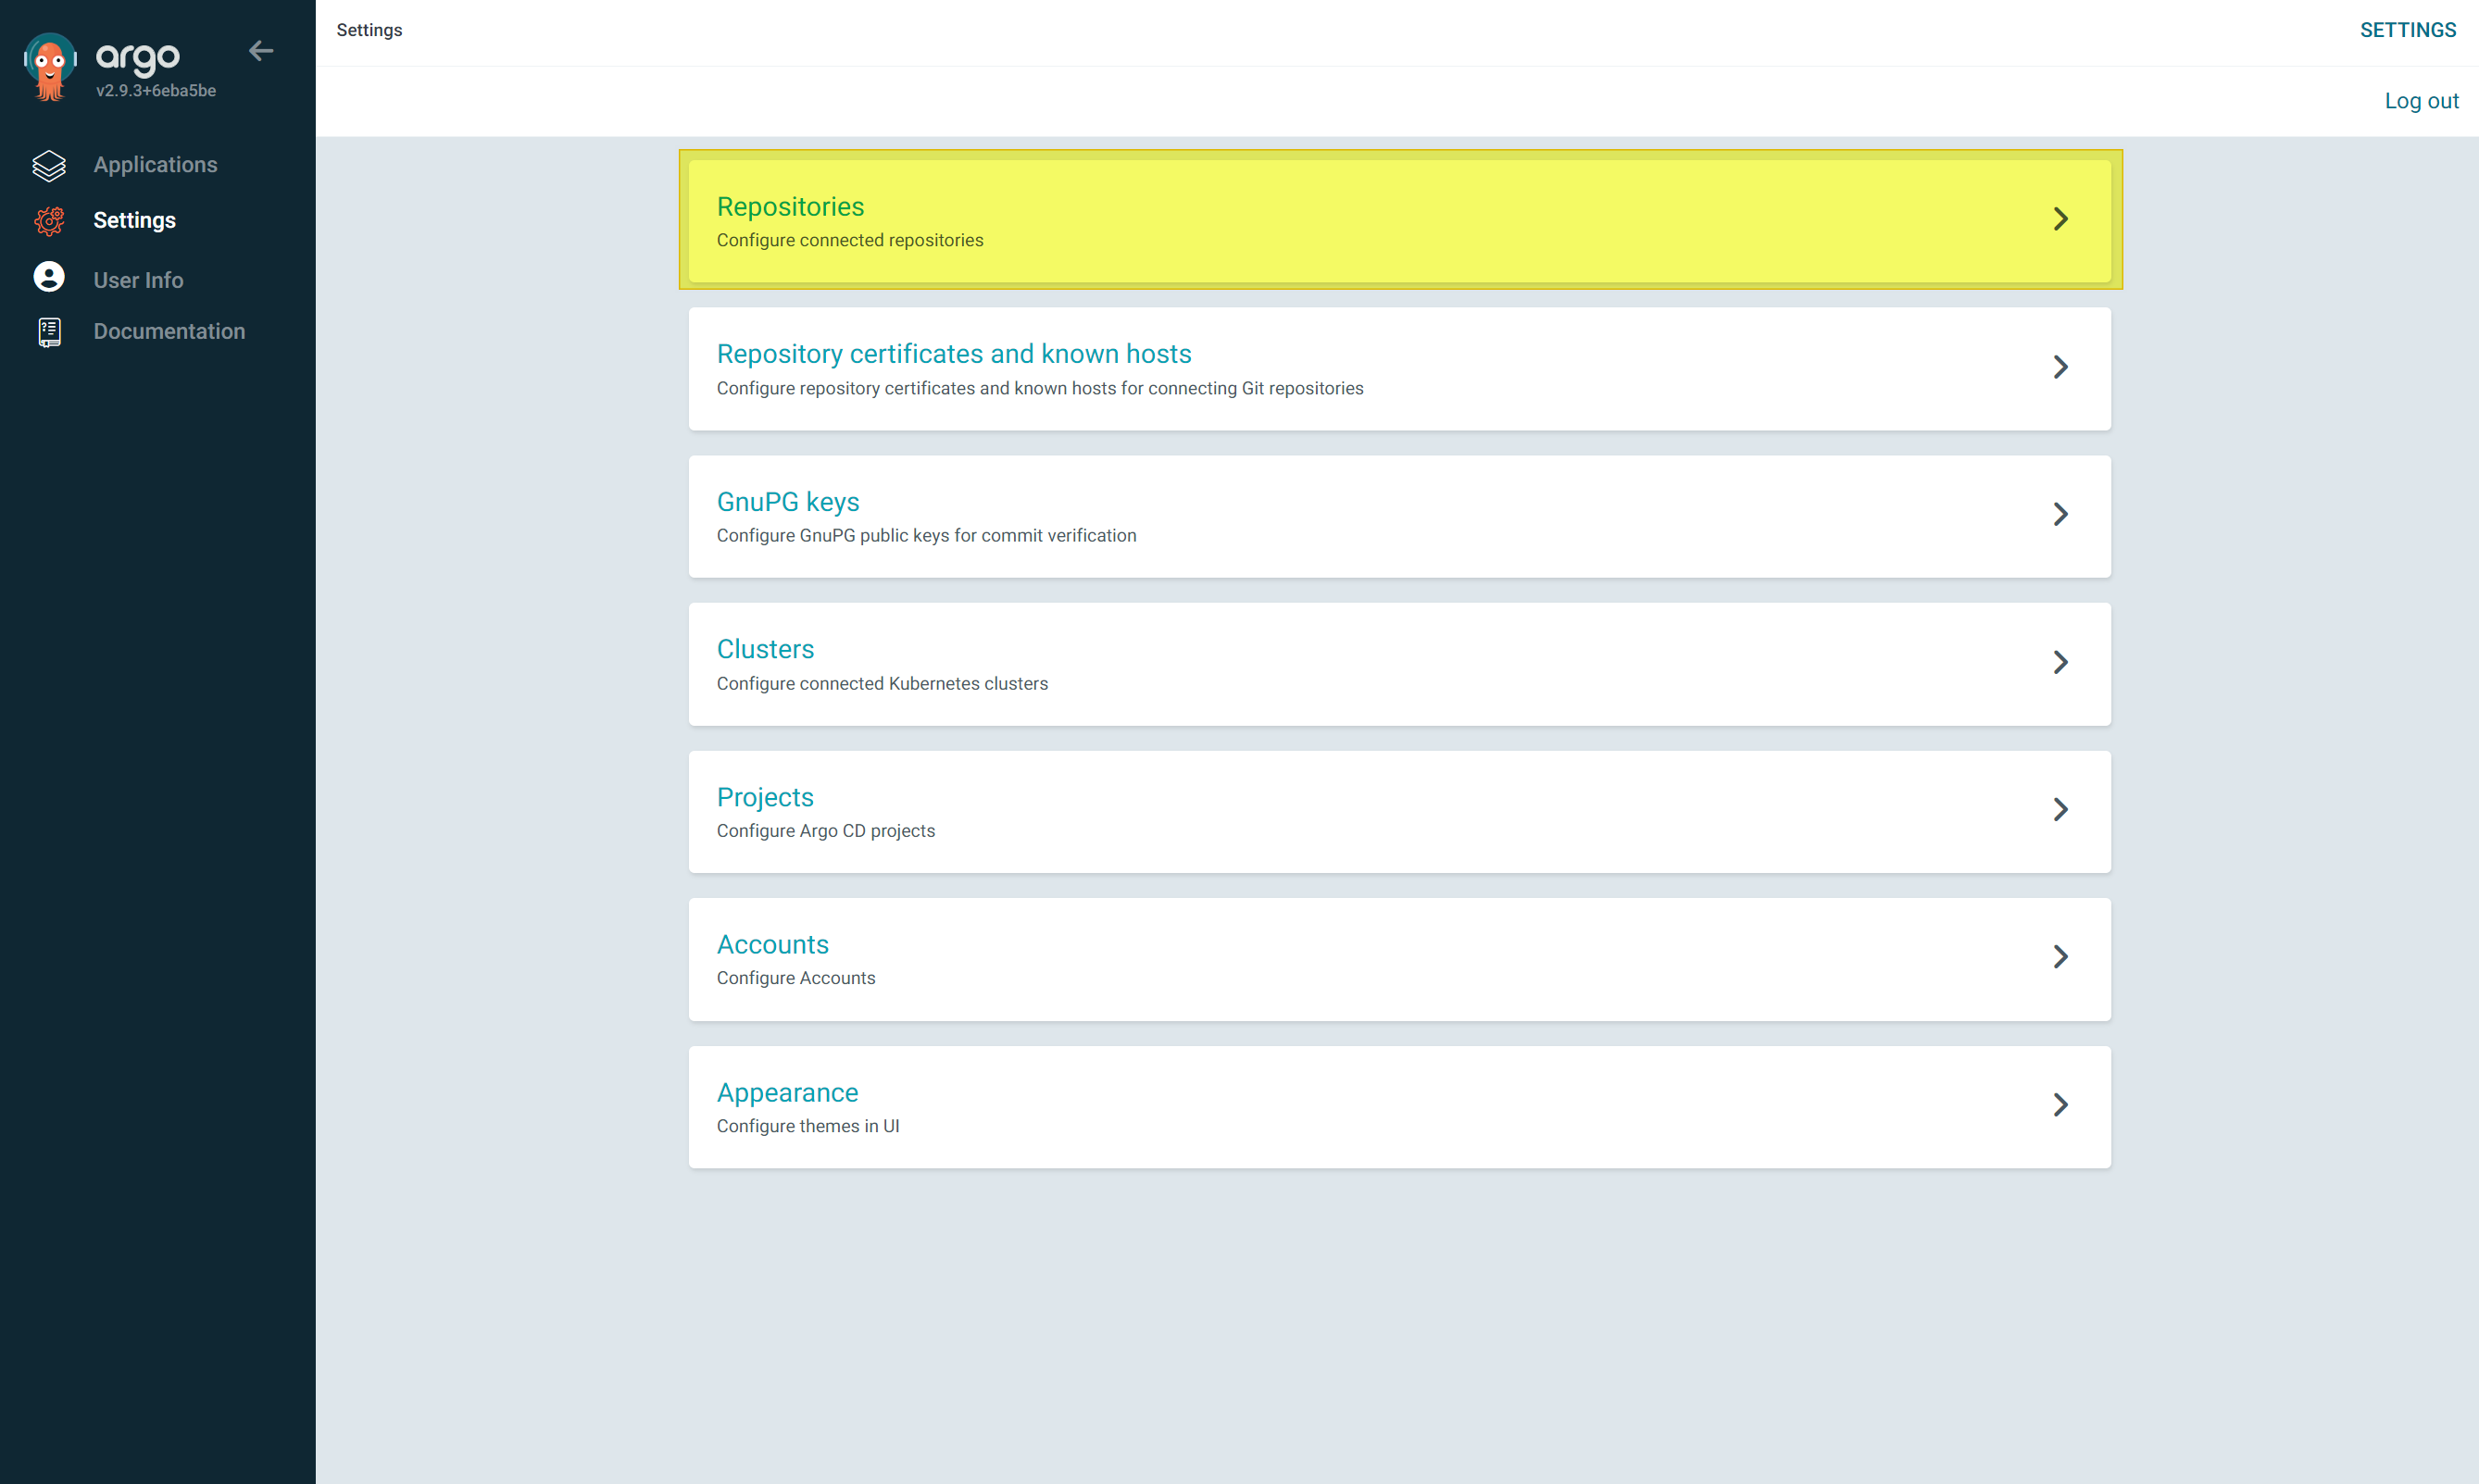 argo
v2.9.3+6eba5be
Applications
Settings
User Info
Documentation
Settings
SETTINGS
Log out
Repositories
Configure connected repositories
Repository certificates and known hosts
Configure repository certificates and known hosts for connecting Git repositories
GnuPG keys
Configure GnuPG public keys for commit verification
Clusters
Configure connected Kubernetes clusters
Projects
Configure Argo CD projects
Accounts
Configure Accounts
Appearance
Configure themes in UI